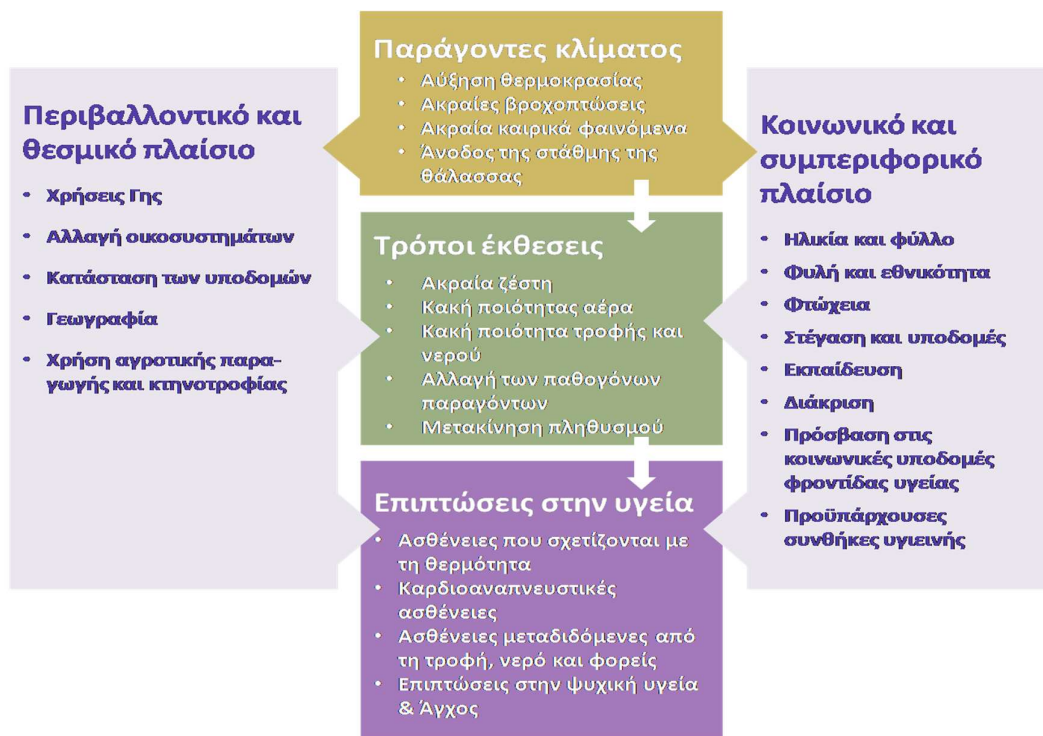 Παράγοντες κλίματος
• Αύξηση θερμοκρασίας
• Ακραίες βροχοπτώσεις
• Ακραία καιρικά φαινόμενα
• Άνοδος της στάθμης της
θάλασσας
Περιβαλλοντικό και
θεσμικό πλαίσιο
• Χρήσεις Γης
• Αλλαγή οικοσυστημάτων
• Κατάσταση των υποδομών
• Γεωγραφία
• Χρήση αγροτικής παρα-
γωγής και κτηνοτροφίας
Τρόποι έκθεσεις
• Ακραία ζέστη
• Κακή ποιότητας αέρα
• Κακή ποιότητα τροφής και
νερού
• Αλλαγή των παθογόνων
παραγόντων
• Μετακίνηση πληθυσμού
Κοινωνικό και
συμπεριφορικό
πλαίσιο
• Ηλικία και φύλλο
• Φυλή και εθνικότητα
• Φτώχεια
• Στέγαση και υποδομές
• Εκπαίδευση
• Διάκριση
• Πρόσβαση στις
κοινωνικές υποδομές
φροντίδας υγείας
• Προϋπάρχουσες
συνθήκες υγιεινής
Επιπτώσεις στην υγεία
• Ασθένειες που σχετίζονται με
τη θερμότητα
• Καρδιοαναπνευστικές
ασθένειες
• Ασθένειες μεταδιδόμενες από
τη τροφή, νερό και φορείς
• Επιπτώσεις στην ψυχική υγεία
& Άγχος